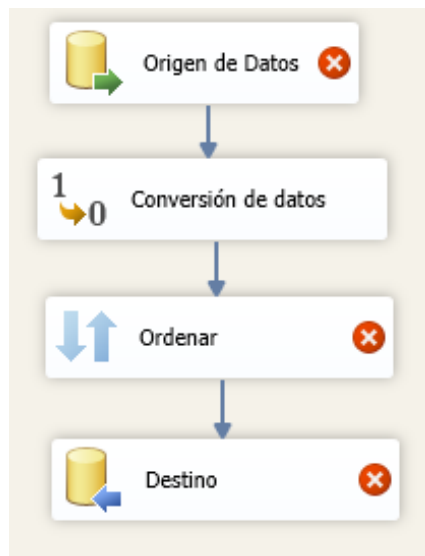 Origen de Datos
1
0
Conversión de datos
Ordenar
Destino